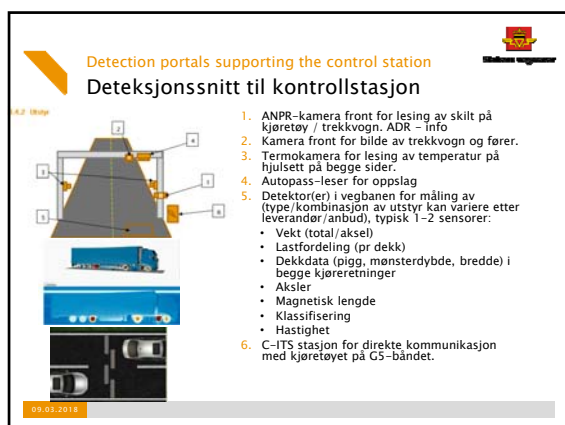 Detection portals supporting the control station
Deteksjonssnitt til kontrollstasjon
Statens vegvesen
1. ANPR-kamera front for lesing av skilt på
kjøretøy / trekkvogn. ADR - info
2. Kamera front for bilde av trekkvogn og fører.
3. Termokamera for lesing av temperatur på
hjulsett på begge sider.
4. Autopass-leser for oppslag
5. Detektor(er) i vegbanen for måling av
(type/kombinasjon av utstyr kan variere etter
leverandør/anbud), typisk 1-2 sensorer:
• Vekt (total/aksel)
• Lastfordeling (pr dekk)
• Dekkdata (pigg, mønsterdybde, bredde) i
begge kjøreretninger
• Aksler
• Magnetisk lengde
• Klassifisering
• Hastighet
6. C-ITS stasjon for direkte kommunikasjon
med kjøretøyet på G5-båndet.
.4.2 Utstyr
2
4
3
1
5
6
09.03.2018